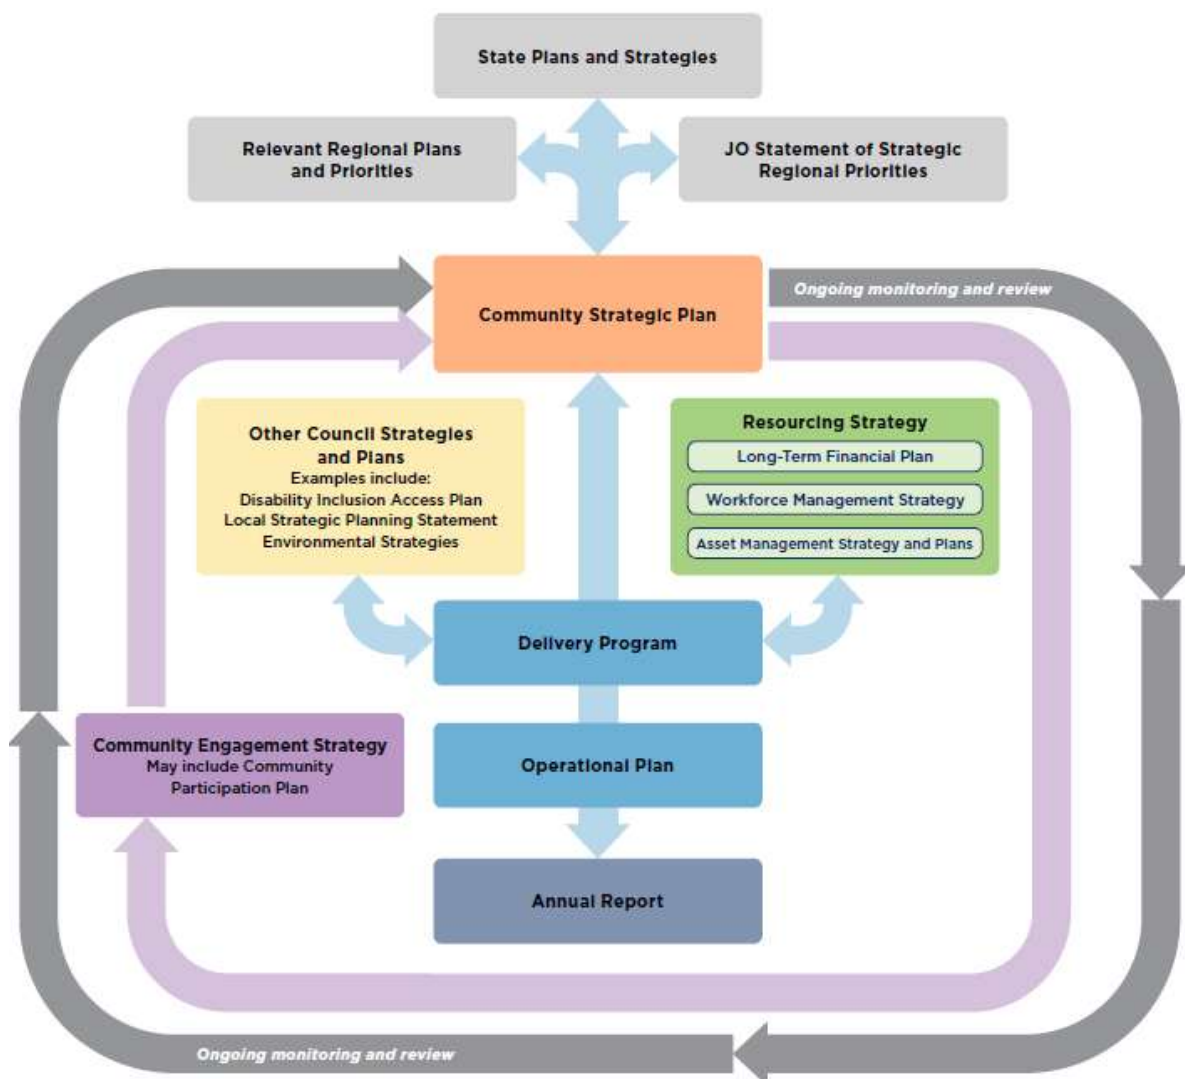 State Plans and Strategies
Relevant Regional Plans
and Priorities
JO Statement of Strategic
Regional Priorities
Community Strategic Plan
Ongoing monitoring and review
Other Council Strategies
and Plans
Examples include:
Disability Inclusion Access Plan
Local Strategic Planning Statement
Environmental Strategies
Resourcing Strategy
Long-Term Financial Plan
Workforce Management Strategy
Asset Management Strategy and Plans
Delivery Program
Community Engagement Strategy
May include Community
Participation Plan
Operational Plan
Annual Report
Ongoing monitoring and review